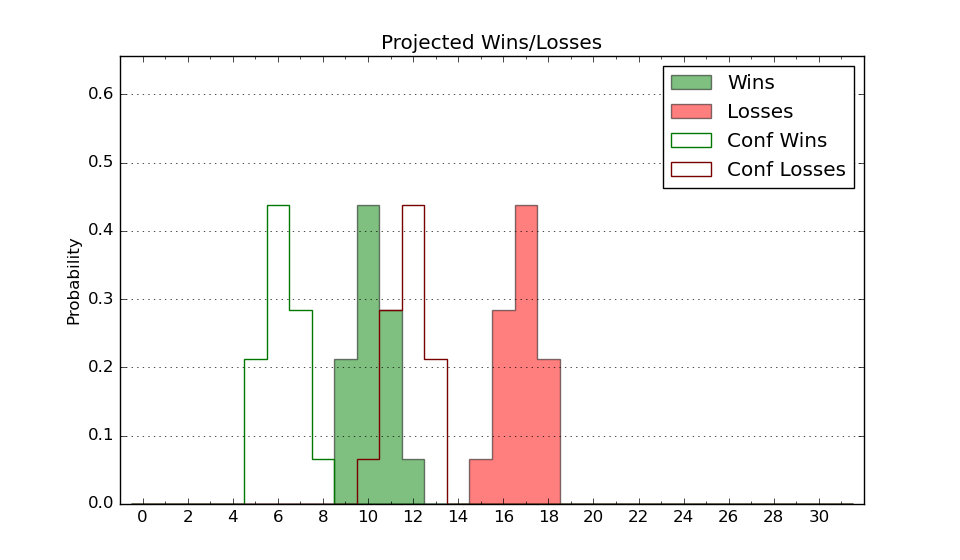 Projected Wins/Losses
Wins
Losses
Conf Wins
Conf Losses
Probability
0.6
0.5
0.4
0.3
0.2
0.1
0.0
0 2 4 6 8 10 12 14 16 18 20 22 24 26 28 30